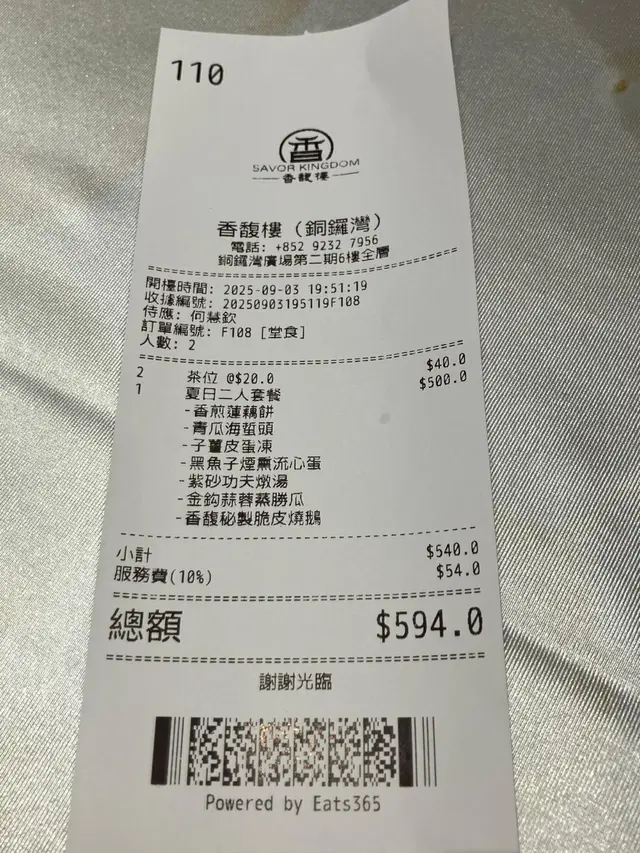 110
香
SAVOR KINGDOM
香馥樓
香馥樓（銅鑼灣）
電話: +852 9232 7956
銅鑼灣廣場第二期6樓全層
開檯時間: 2025-09-03 19:51:19
收據編號: 20250903195119F108
侍應: 何慧欽
訂單編號: F108 [堂食]
人數: 2
2 茶位 @$20.0 $40.0
1 夏日二人套餐 $500.0
-香煎蓮藕餅
-青瓜海蜇頭
-子薑皮蛋凍
-黑魚子煙熏流心蛋
-紫砂功夫燉湯
-金鈎蒜蓉蒸勝瓜
-香馥秘製脆皮燒鵝
小計 $540.0
服務費(10%) $54.0
總額 $594.0
謝謝光臨
Powered by Eats365